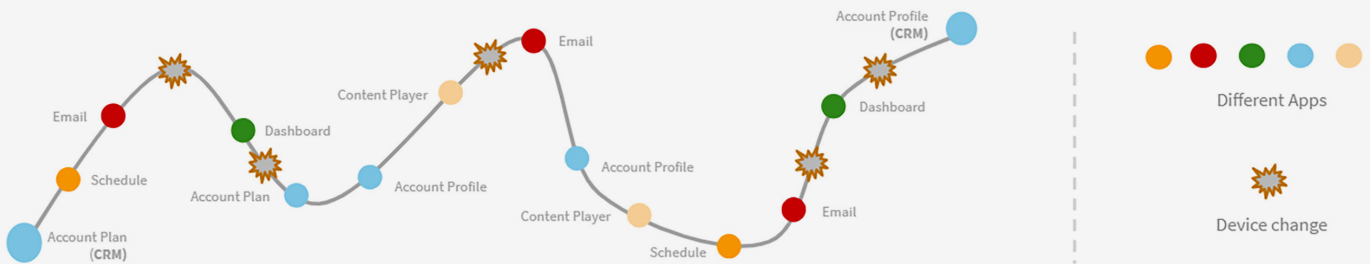 Account Plan
(CRM)
Schedule
Email
Dashboard
Account Plan
Account Profile
Content Player
Email
Account Profile
Content Player
Schedule
Email
Dashboard
Account Profile
(CRM)
Different Apps
Device change